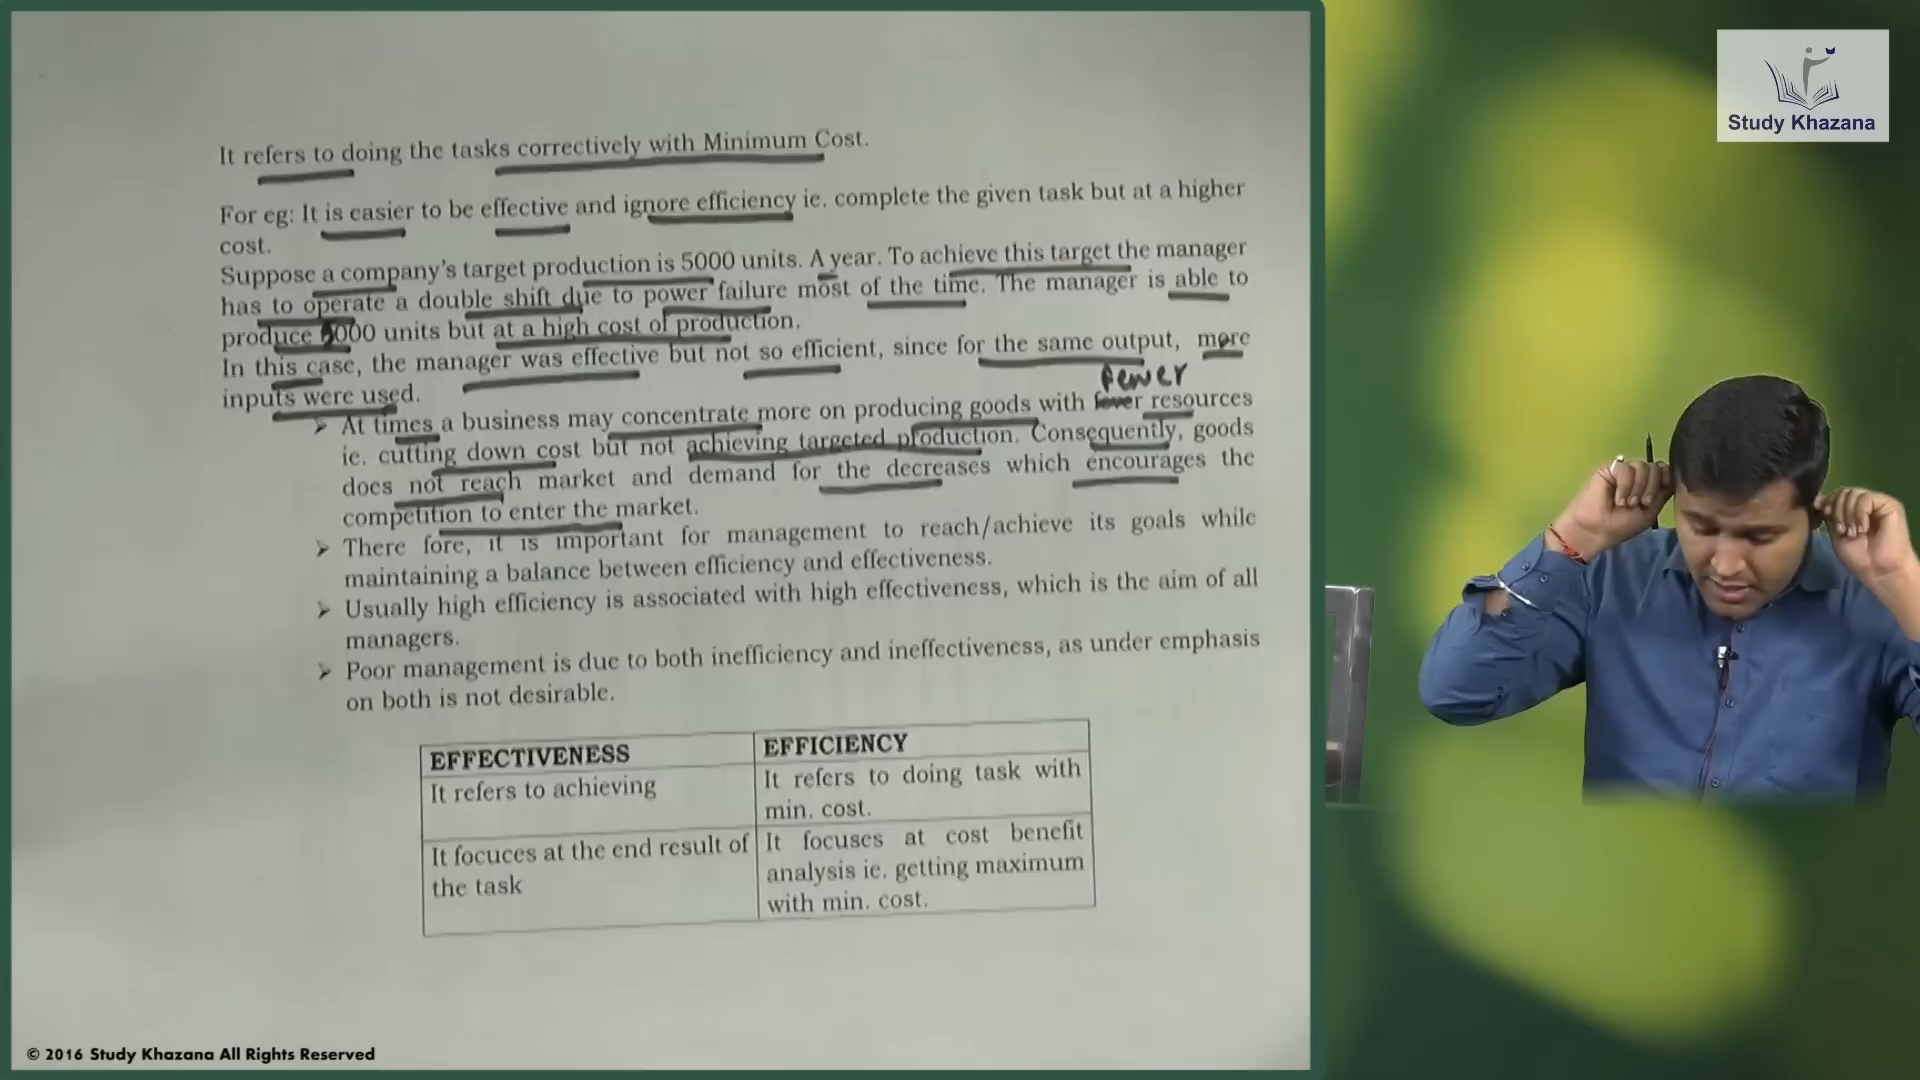 It refers to doing the tasks correctively with Minimum Cost.
For eg: It is easier to be effective and ignore efficiency ie. complete the given task but at a higher
cost.
Suppose a company's target production is 5000 units. A year. To achieve this target the manager
has to operate a double shift due to power failure most of the time. The manager is able to
produce 5000 units but at a high cost of production.
In this case, the manager was effective but not so efficient, since for the same output, more
inputs were used.
fewer
➤ At times a business may concentrate more on producing goods with fever resources
ie. cutting down cost but not achieving targeted production. Consequently, goods
does not reach market and demand for the decreases which encourages the
competition to enter the market.
➤ There fore, it is important for management to reach/achieve its goals while
maintaining a balance between efficiency and effectiveness.
➤ Usually high efficiency is associated with high effectiveness, which is the aim of all
managers.
➤ Poor management is due to both inefficiency and ineffectiveness, as under emphasis
on both is not desirable.
EFFECTIVENESS
EFFICIENCY
It refers to achieving
It refers to doing task with
min. cost.
It focuces at the end result of
the task
It focuses at cost benefit
analysis ie. getting maximum
with min. cost.
Study Khazana
© 2016 Study Khazana All Rights Reserved